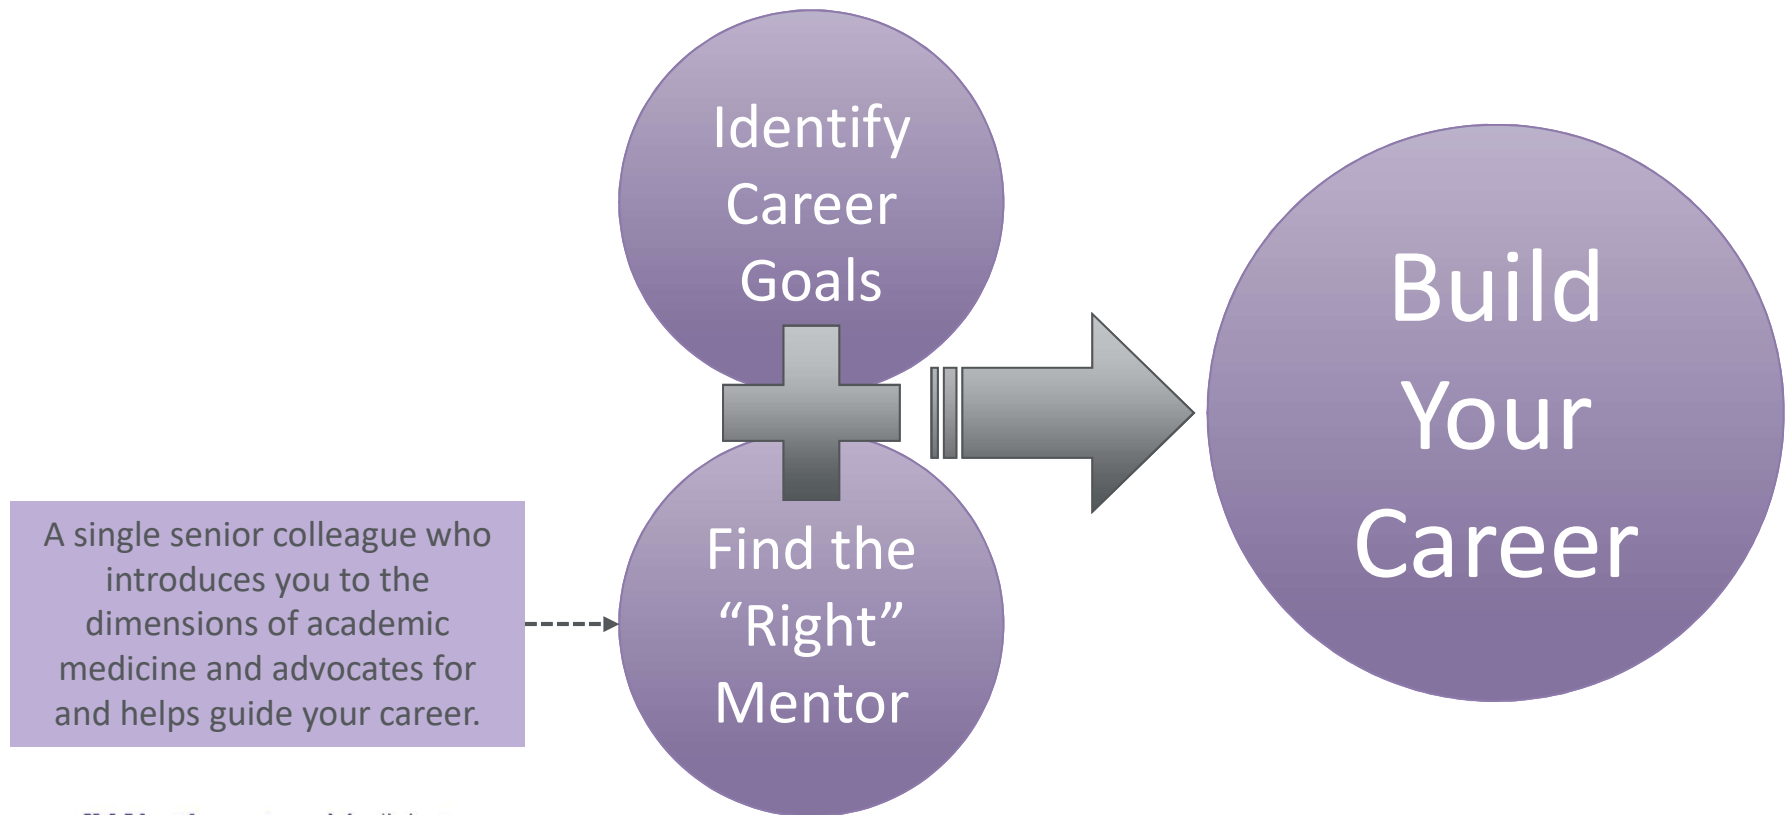 Identify
Career
Goals
Build
Your
Career
A single senior colleague who
introduces you to the
dimensions of academic
medicine and advocates for
and helps guide your career.
Find the
“Right”
Mentor